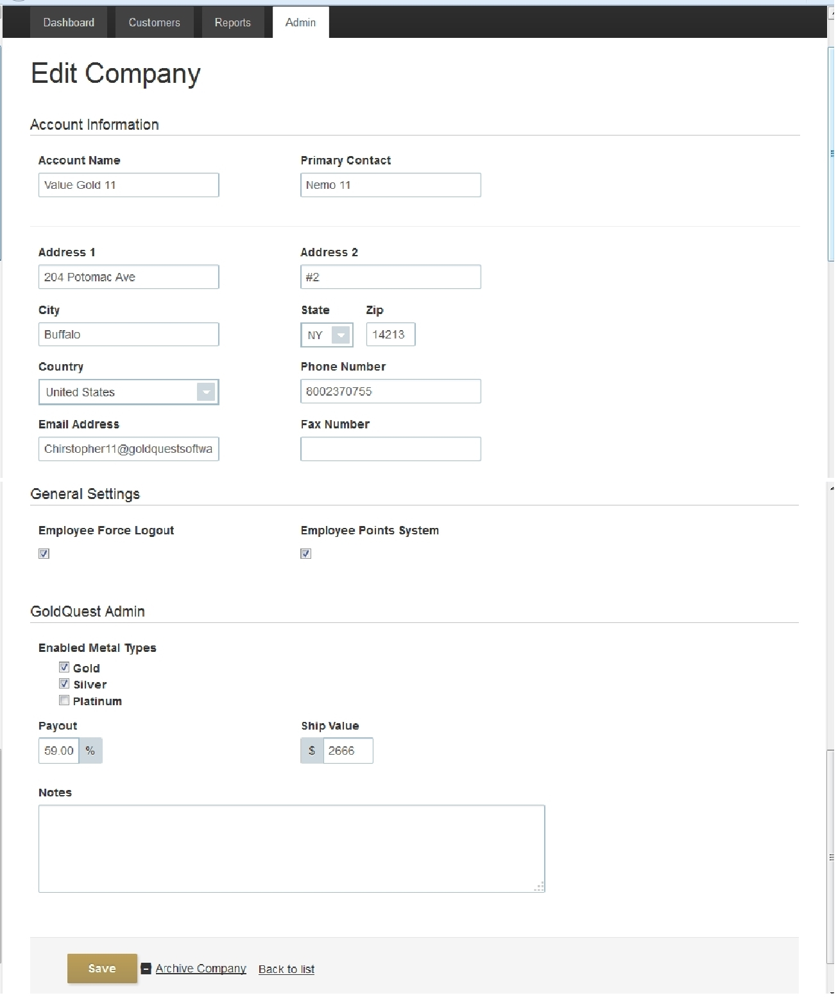 Dashboard Customers Reports Admin
Edit Company
Account Information
Account Name Primary Contact
Value Gold 11 Nemo 11
Address 1 Address 2
204 Potomac Ave #2
City State Zip
Buffalo NY 14213
Country Phone Number
United States 8002370755
Email Address Fax Number
Chirstopher11@goldquestsoftwa
General Settings
Employee Force Logout Employee Points System
GoldQuest Admin
Enabled Metal Types
Gold
Silver
Platinum
Payout Ship Value
59.00 % $ 2666
Notes
Save Archive Company Back to list